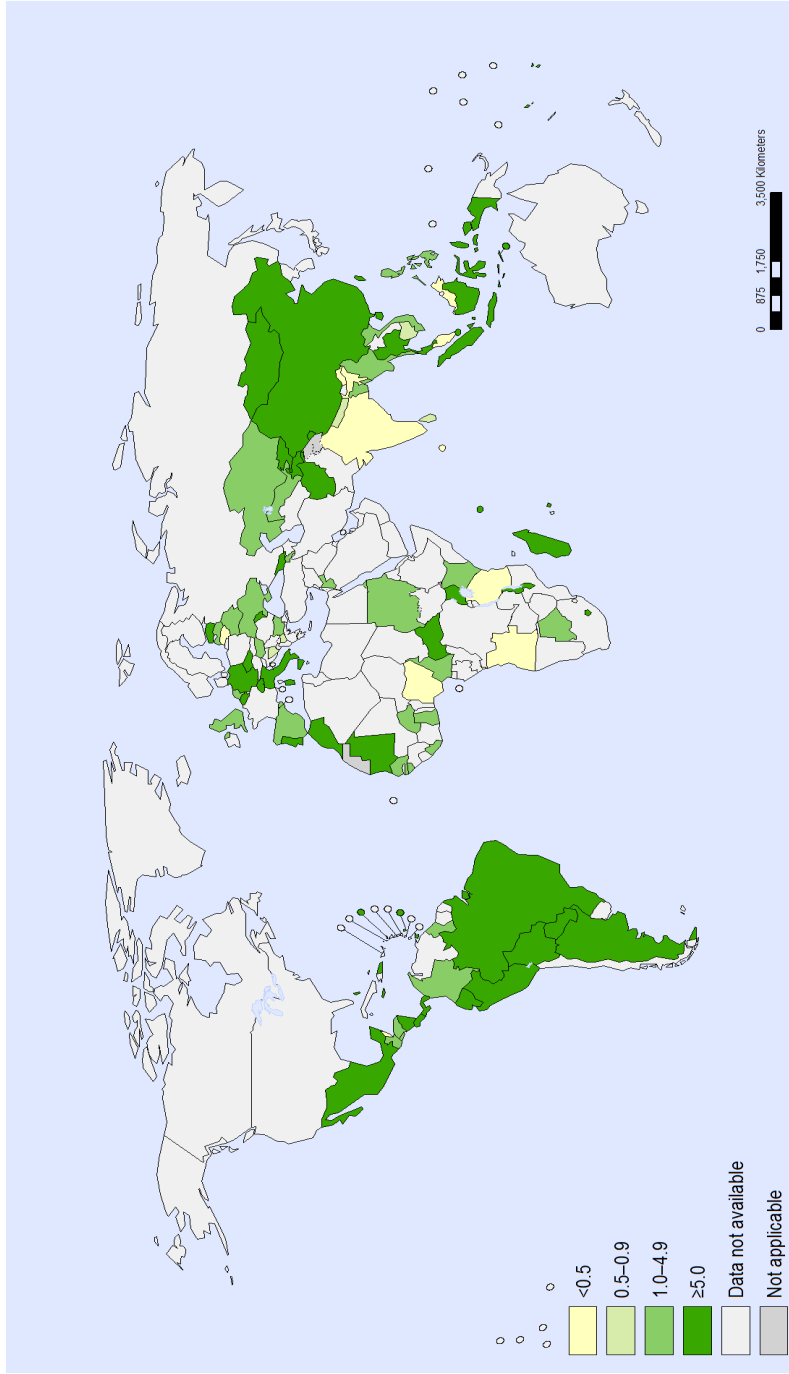 <0.5
0.5–0.9
1.0–4.9
≥5.0
Data not available
Not applicable
0 875 1,750 3,500 Kilometers